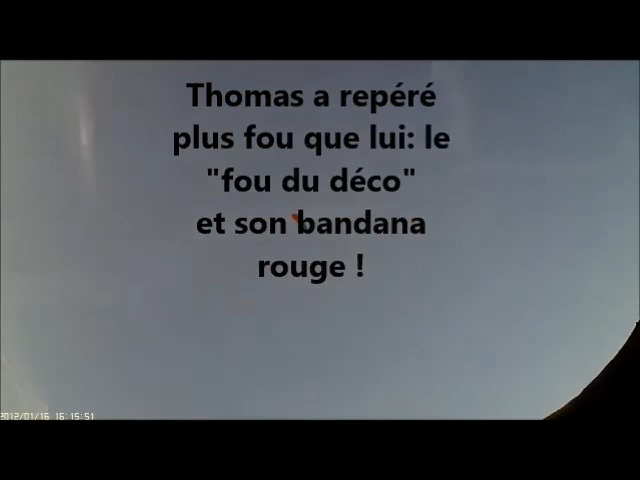 Thomas a repéré
plus fou que lui: le
"fou du déco"
et son bandana
rouge !
2012/01/16 16:15:51